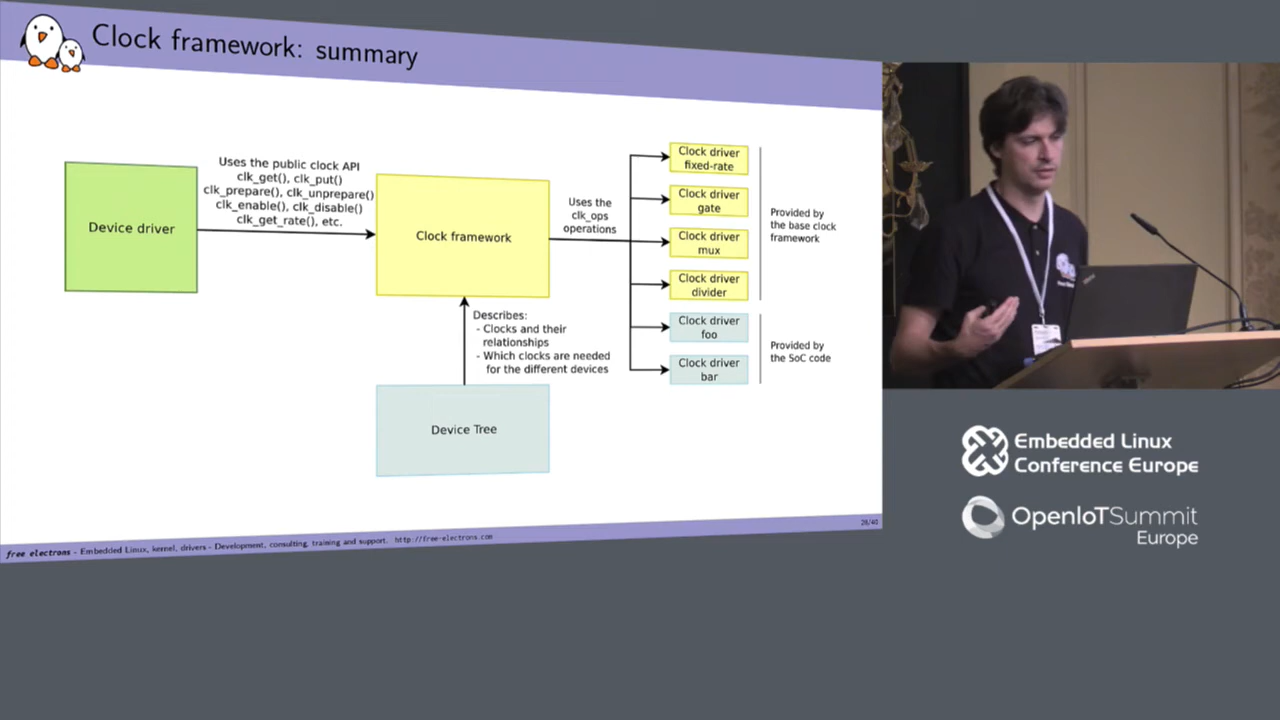 Clock framework: summary
Device driver
Uses the public clock API
clk_get(), clk_put()
clk_prepare(), clk_unprepare()
clk_enable(), clk_disable()
clk_get_rate(), etc.
Clock framework
Uses the
clk_ops
operations
Clock driver
fixed-rate
Clock driver
gate
Clock driver
mux
Clock driver
divider
Clock driver
foo
Clock driver
bar
Provided by
the base clock
framework
Provided by
the SoC code
Describes:
- Clocks and their
relationships
- Which clocks are needed
for the different devices
Device Tree
28/40
free electrons - Embedded Linux, kernel, drivers - Development, consulting, training and support. http://free-electrons.com
Embedded Linux
Conference Europe
OpenIoTSummit
Europe